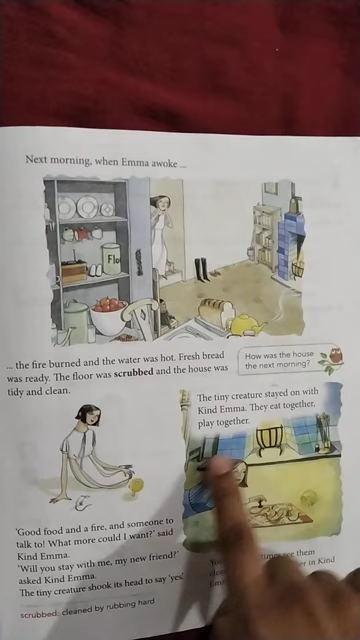 Next morning, when Emma awoke ...
Flo
... the fire burned and the water was hot. Fresh bread
was ready. The floor was scrubbed and the house was
tidy and clean.
How was the house
the next morning?
The tiny creature stayed on with
Kind Emma. They eat together,
play together.
'Good food and a fire, and someone to
talk to! What more could I want?' said
Kind Emma.
'Will you stay with me, my new friend?'
asked Kind Emma.
The tiny creature shook its head to say 'yes'.
see them
in Kind
scrubbed: cleaned by rubbing hard